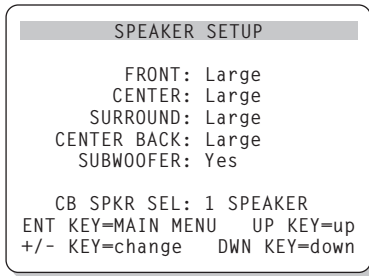 SPEAKER SETUP
FRONT: Large
CENTER: Large
SURROUND: Large
CENTER BACK: Large
SUBWOOFER: Yes
CB SPKR SEL: 1 SPEAKER
ENT KEY=MAIN MENU UP KEY=up
+/- KEY=change DWN KEY=down